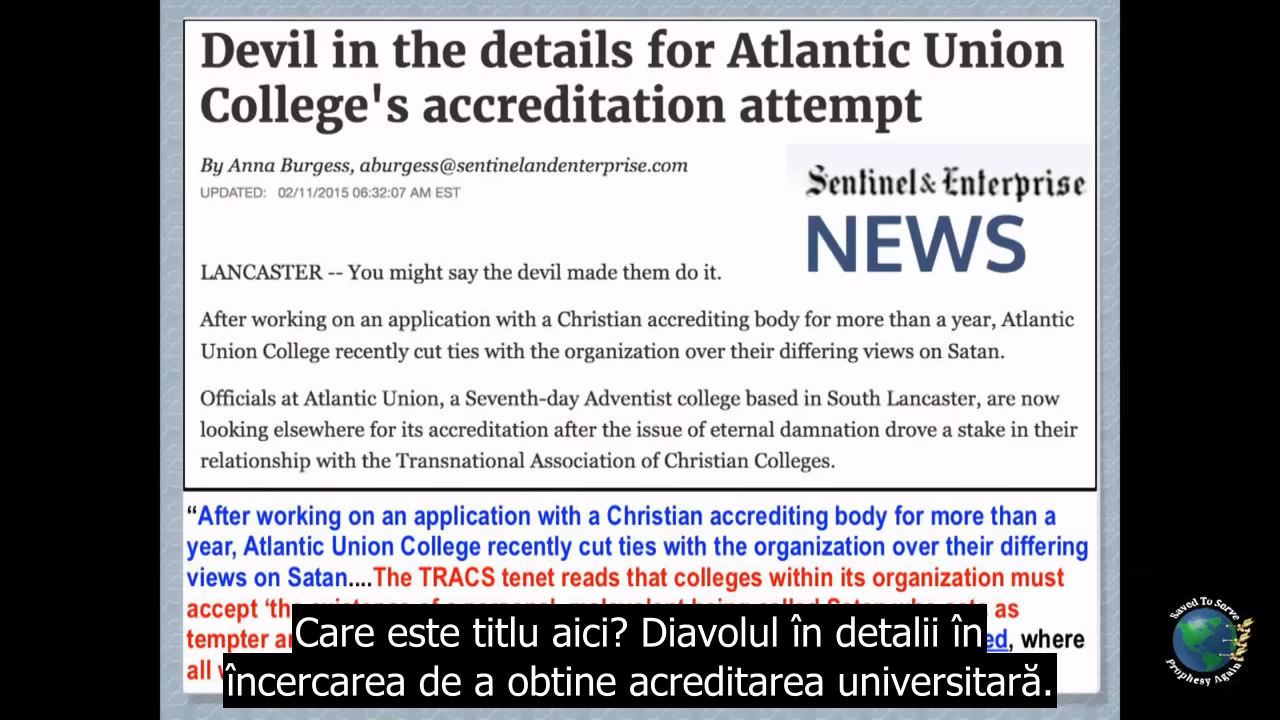 Devil in the details for Atlantic Union
College's accreditation attempt
By Anna Burgess, aburgess@sentinelandenterprise.com
UPDATED: 02/11/2015 06:32:07 AM EST
Sentinel & Enterprise
NEWS
LANCASTER -- You might say the devil made them do it.
After working on an application with a Christian accrediting body for more than a year, Atlantic
Union College recently cut ties with the organization over their differing views on Satan.
Officials at Atlantic Union, a Seventh-day Adventist college based in South Lancaster, are now
looking elsewhere for its accreditation after the issue of eternal damnation drove a stake in their
relationship with the Transnational Association of Christian Colleges.
“After working on an application with a Christian accrediting body for more than a
year, Atlantic Union College recently cut ties with the organization over their differing
views on Satan....The TRACS tenet reads that colleges within its organization must
accept as
tempter where
all
Care este titlu aici? Diavolul în detalii în
încercarea de a obtine acreditarea universitară.
Saved To Serve
Prophesy Again